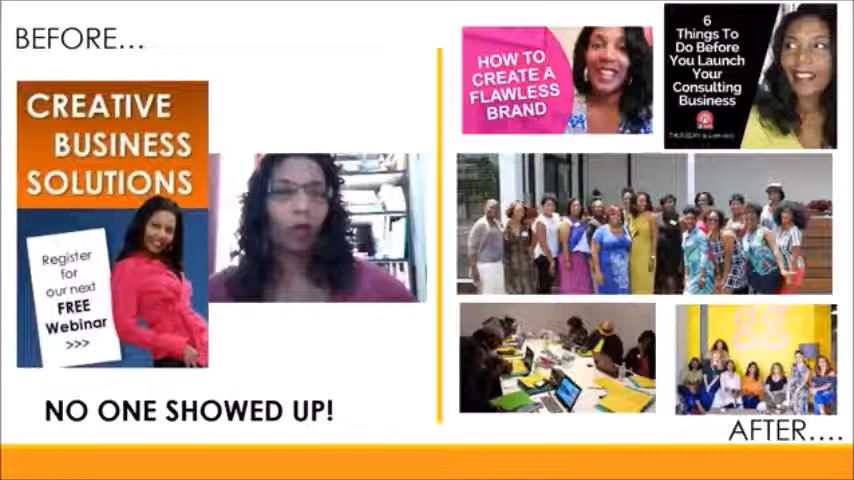 BEFORE...
CREATIVE
BUSINESS
SOLUTIONS
Register
for
our next
FREE
Webinar
>>>
NO ONE SHOWED UP!
HOW TO
CREATE A
FLAWLESS
BRAND
6
Things To
Do Before
You Launch
Your
Consulting
Business
AFTER....